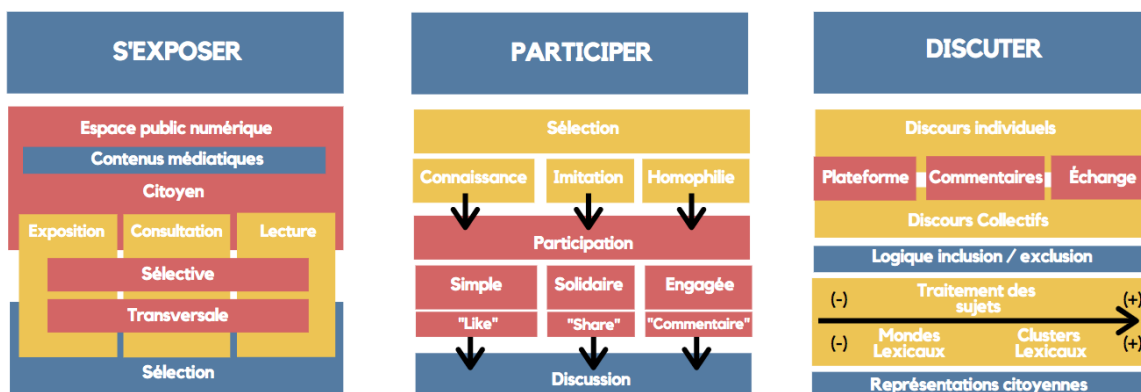 S'EXPOSER
Espace public numérique
Contenus médiatiques
Citoyen
Exposition
Consultation
Lecture
Sélective
Transversale
Sélection
PARTICIPER
Sélection
Connaissance
Imitation
Homophilie
Participation
Simple
Solidaire
Engagée
"Like"
"Share"
"Commentaire"
Discussion
DISCUTER
Discours individuels
Plateforme
Commentaires
Échange
Discours Collectifs
Logique inclusion / exclusion
(-)
Traitement des
sujets
(+)
(-)
Mondes
Lexicaux
Clusters
Lexicaux
(+)
Représentations citoyennes